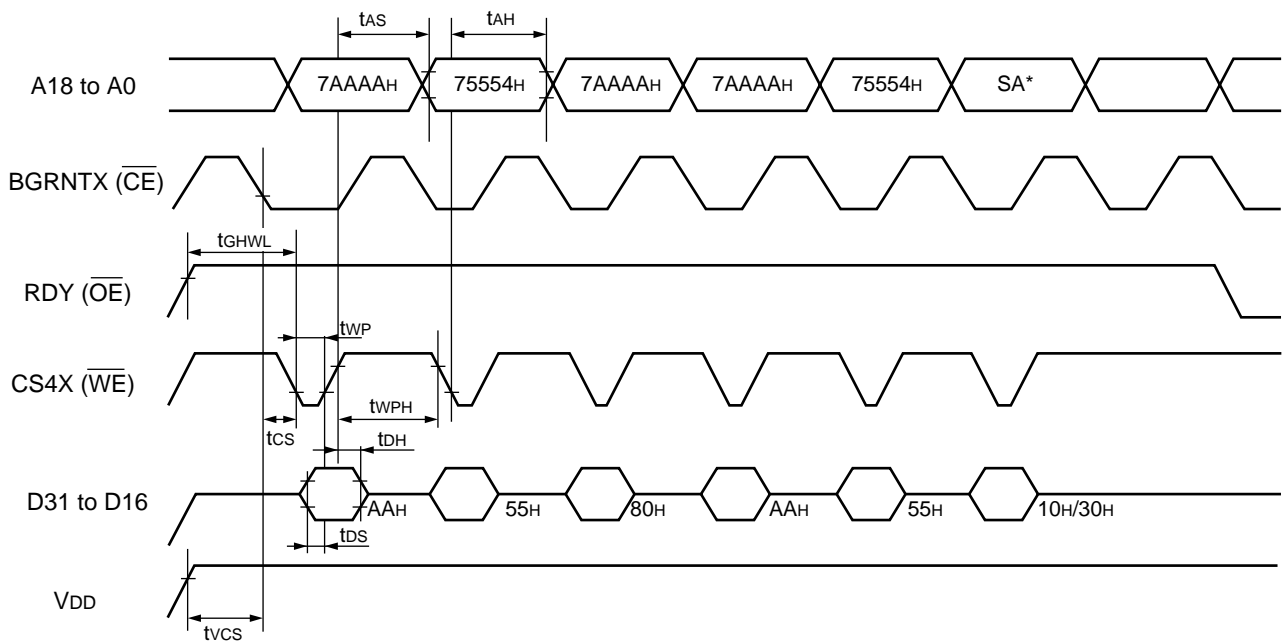 tAS tAH
A18 to A0 7AAAAH 75554H 7AAAAH 7AAAAH 75554H SA*
BGRNTX (CE)
tGHWL
RDY (OE)
tWP
CS4X (WE)
tWPH
tCS
tDH
D31 to D16 AAH 55H 80H AAH 55H 10H/30H
tDS
VDD
tVCS